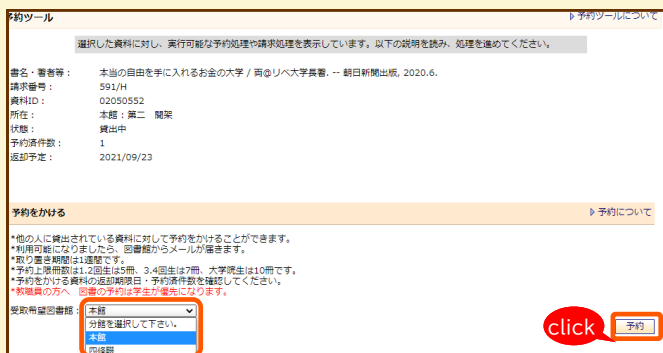 予約ツール
予約ツールについて
選択した資料に対し、実行可能な予約処理や請求処理を表示しています。以下の説明を読み、処理を進めてください。
書名・著者等： 本当の自由を手に入れるお金の大学 / 両@リベ大学長著. -- 朝日新聞出版, 2020.6.
請求番号： 591/H
資料ID： 02050552
所在： 本館：第二 開架
状態： 貸出中
予約済件数： 1
返却予定： 2021/09/23
予約をかける
予約について
*他の人に貸出されている資料に対して予約をかけることができます。
*利用可能になりましたら、図書館からメールが届きます。
*取り置き期間は1週間です。
*予約上限冊数は1.2回生は5冊、3.4回生は7冊、大学院生は10冊です。
*予約をかける資料の返却期限日・予約済件数を確認してください。
*教職員の方へ 図書の予約は学生が優先になります。
受取希望図書館： 本館
分館を選択して下さい。
本館
click 予約